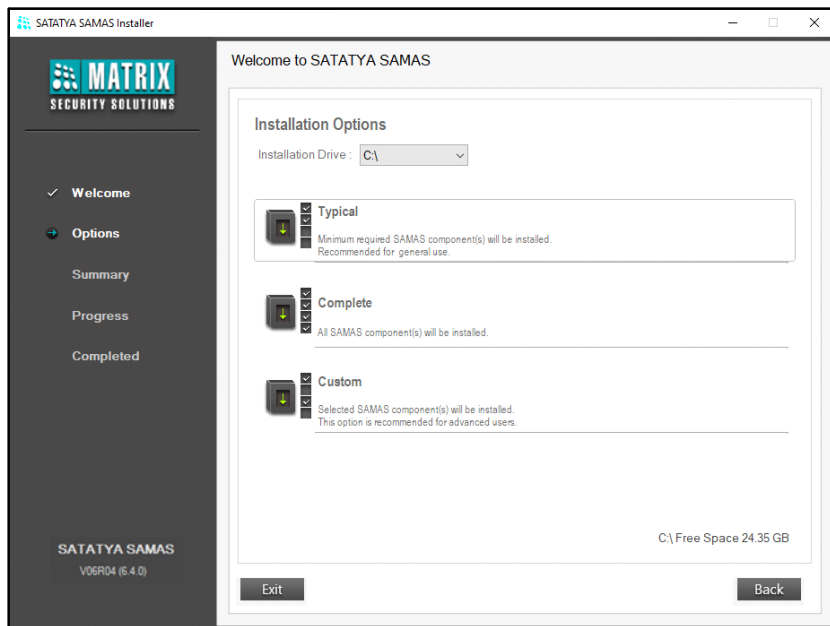 SATATYA SAMAS Installer
MATRIX
SECURITY SOLUTIONS
Welcome
Options
Summary
Progress
Completed
SATATYA SAMAS
V06R04 (6.4.0)
Welcome to SATATYA SAMAS
Installation Options
Installation Drive : C:\
Typical
Minimum required SAMAS component(s) will be installed.
Recommended for general use.
Complete
All SAMAS component(s) will be installed.
Custom
Selected SAMAS component(s) will be installed.
This option is recommended for advanced users.
C:\ Free Space 24.35 GB
Exit
Back